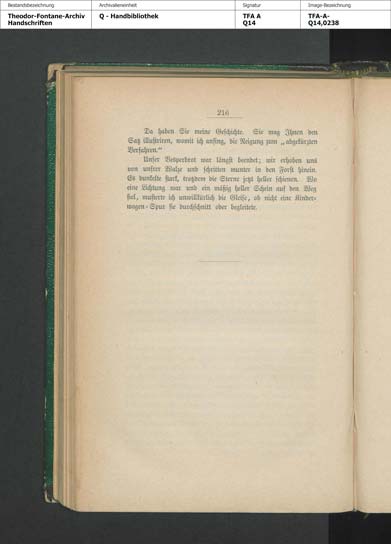 Bestandsbezeichnung
Archivalieneinheit
Signatur
Image-Bezeichnung
Theodor-Fontane-Archiv
Handschriften
Q - Handbibliothek
TFA A
Q14
TFA-A-
Q14,0238
216
Da haben Sie meine Geschichte. Sie mag Ihnen den
Satz illustriren, womit ich anfing, die Neigung zum „abgekürzten
Verfahren.“
Unser Vesperbrot war längst beendet; wir erhoben uns
von unsrer Walze und schritten munter in den Forst hinein.
Es dunkelte stark, trotzdem die Sterne jetzt heller schienen. Wo
eine Lichtung war und ein mäßig heller Schein auf den Weg
fiel, musterte ich unwillkürlich die Gleise, ob nicht eine Kinder-
wagen-Spur sie durchschnitt oder begleitete.